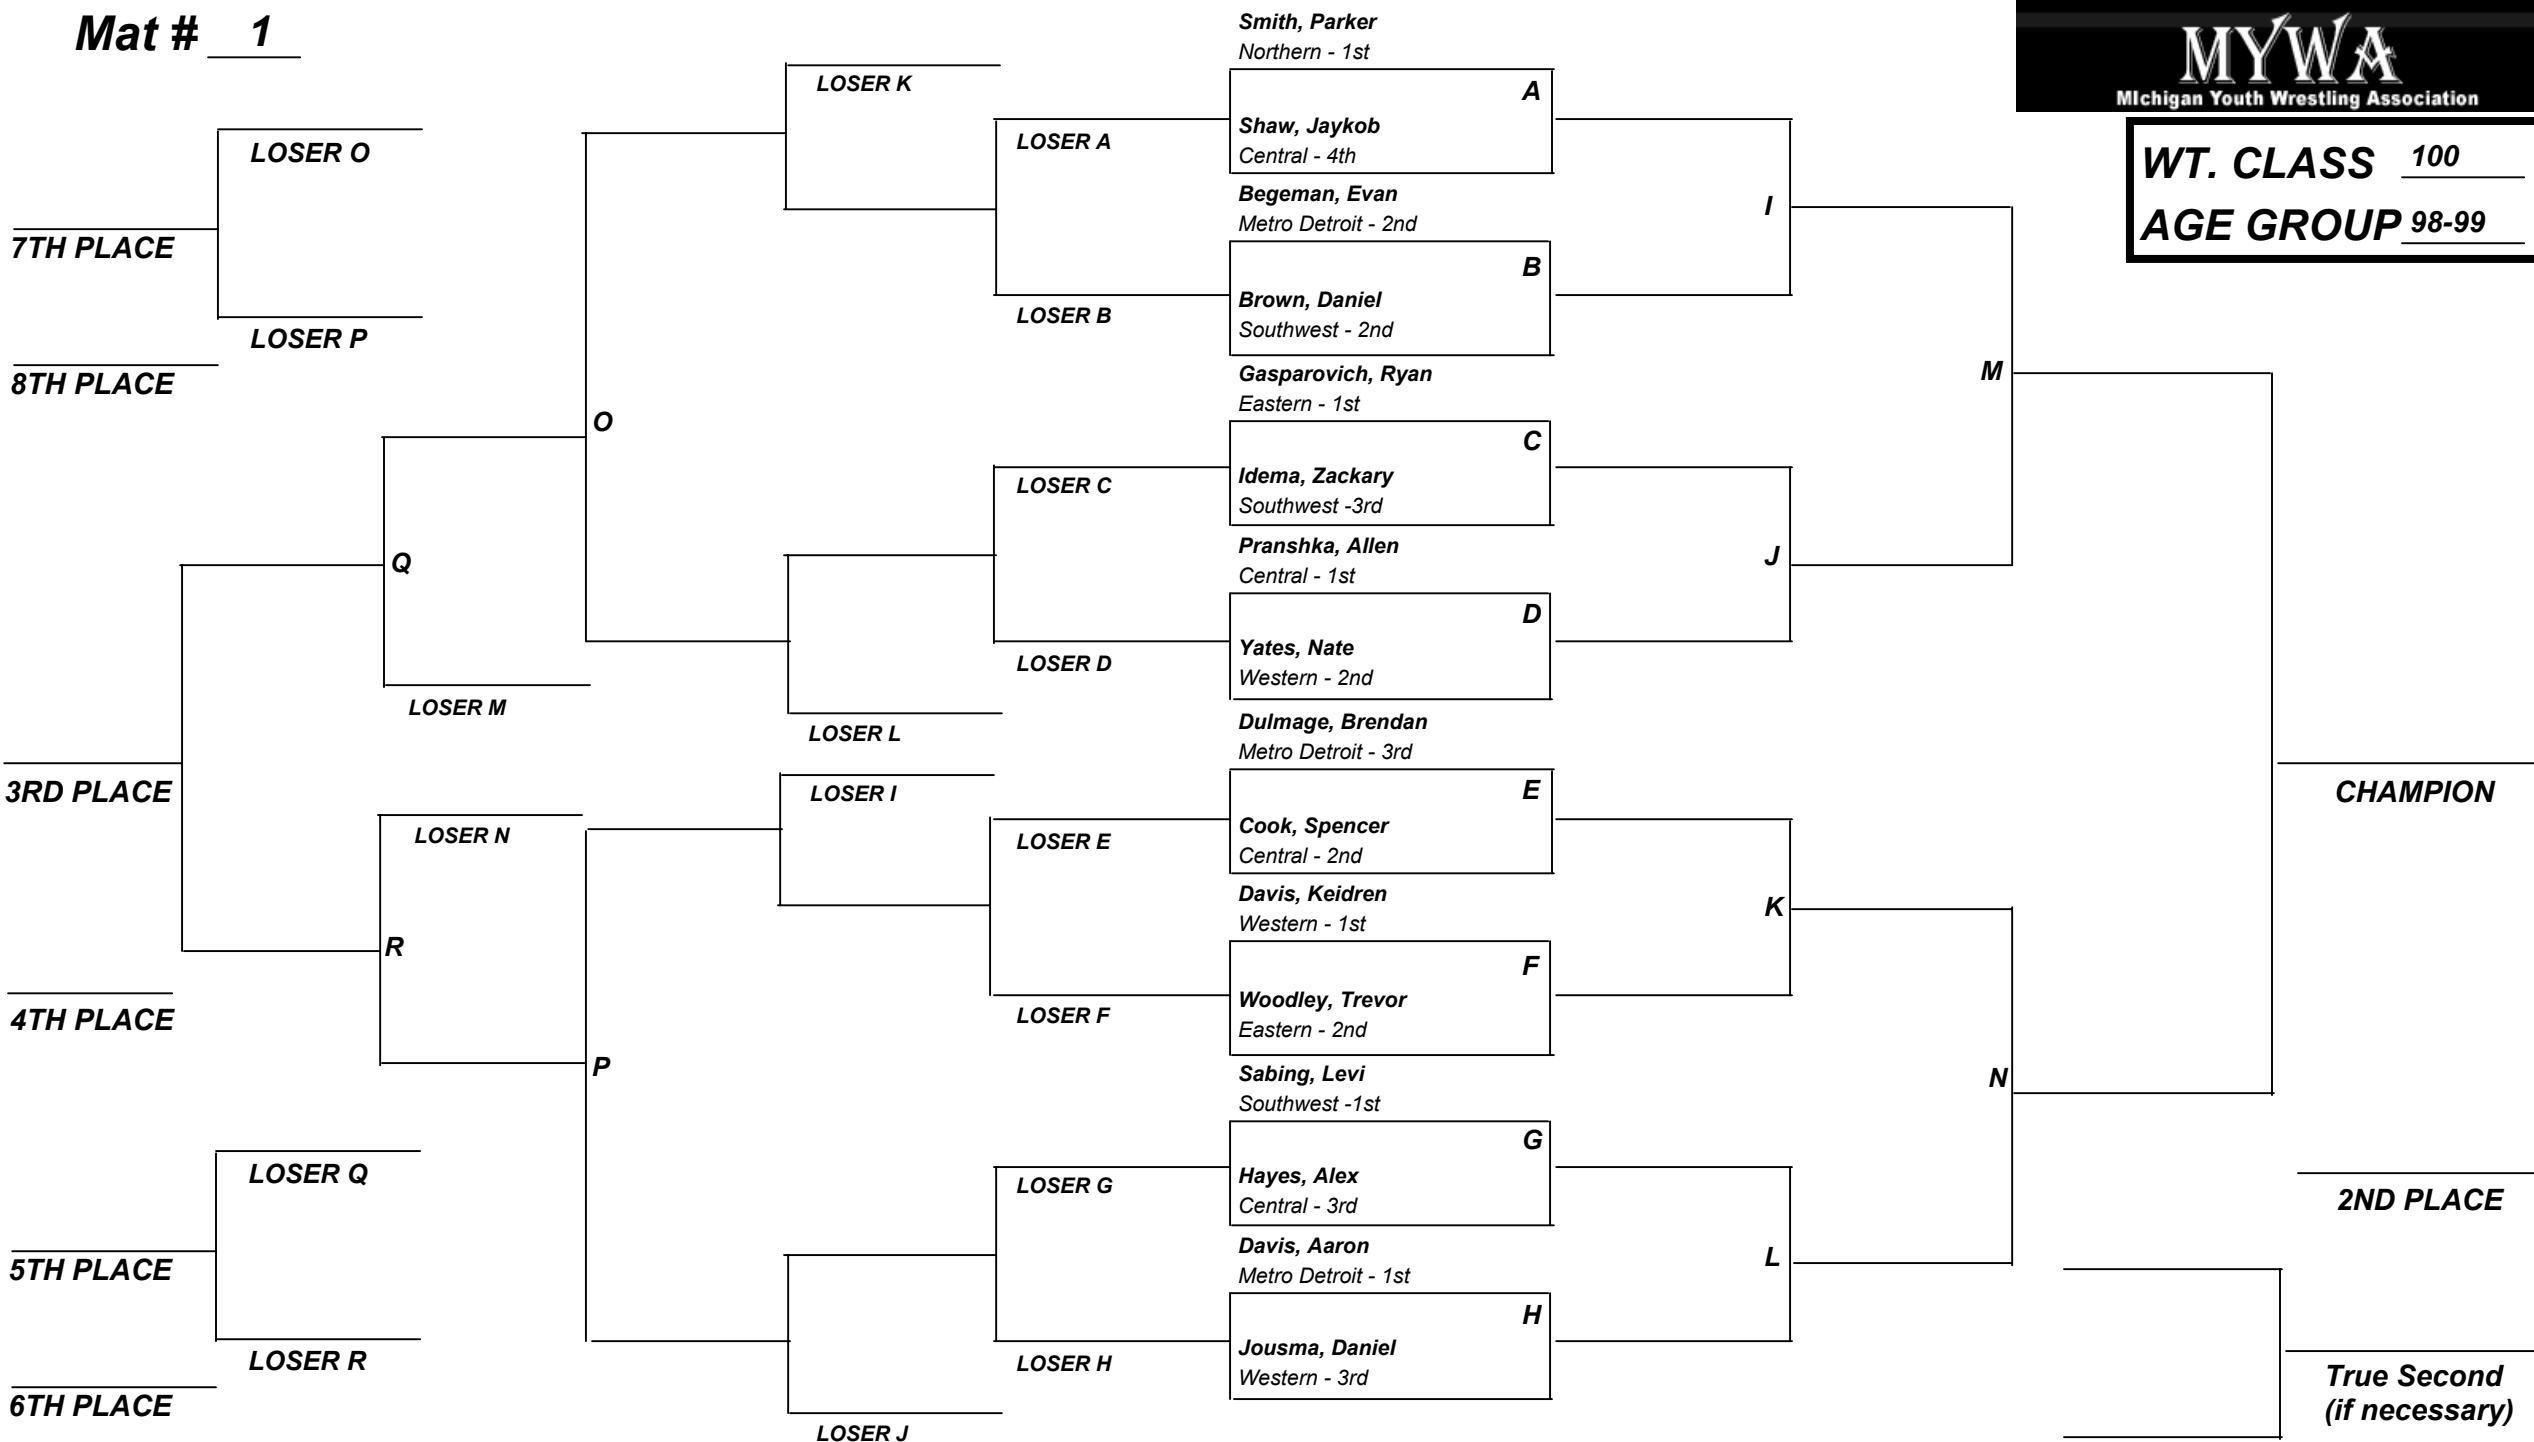 Mat # 1
MYWA
MIchigan Youth Wrestling Association
WT. CLASS 100
AGE GROUP 98-99
LOSER O
7TH PLACE
LOSER P
8TH PLACE
O
Q
LOSER M
3RD PLACE
LOSER N
R
4TH PLACE
P
LOSER Q
5TH PLACE
LOSER R
6TH PLACE
LOSER K
LOSER A
LOSER B
LOSER C
LOSER D
LOSER L
LOSER I
LOSER E
LOSER F
LOSER G
LOSER H
LOSER J
Smith, Parker
Northern - 1st
A
Shaw, Jaykob
Central - 4th
Begeman, Evan
Metro Detroit - 2nd
B
Brown, Daniel
Southwest - 2nd
Gasparovich, Ryan
Eastern - 1st
C
Idema, Zackary
Southwest -3rd
Pranshka, Allen
Central - 1st
D
Yates, Nate
Western - 2nd
Dulmage, Brendan
Metro Detroit - 3rd
E
Cook, Spencer
Central - 2nd
Davis, Keidren
Western - 1st
F
Woodley, Trevor
Eastern - 2nd
Sabing, Levi
Southwest -1st
G
Hayes, Alex
Central - 3rd
Davis, Aaron
Metro Detroit - 1st
H
Jousma, Daniel
Western - 3rd
I
J
K
L
M
N
CHAMPION
2ND PLACE
True Second
(if necessary)